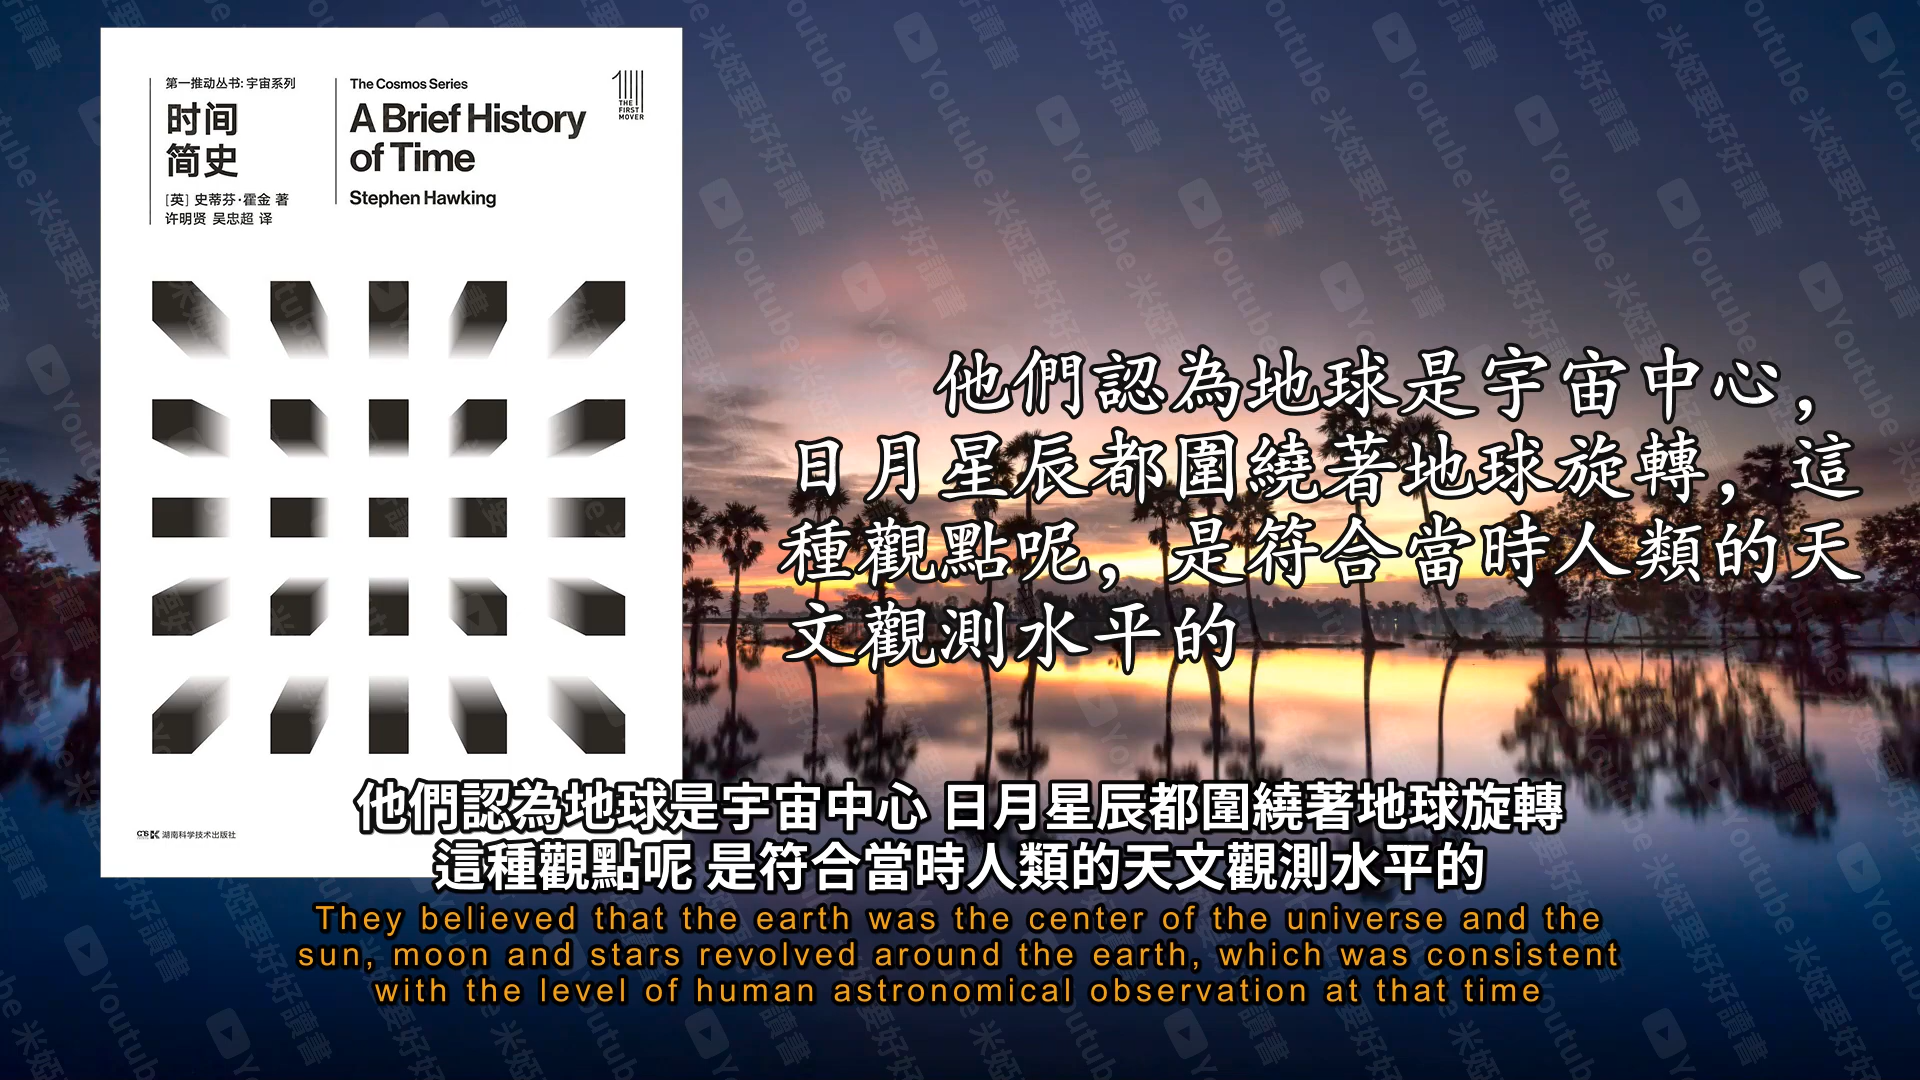 第一推动丛书: 宇宙系列
时间
简史
[英] 史蒂芬·霍金 著
许明贤 吴忠超 译
The Cosmos Series
A Brief History
of Time
Stephen Hawking
THE
FIRST
MOVER
湖南科学技术出版社
他們認為地球是宇宙中心，
日月星辰都圍繞著地球旋轉，這
種觀點呢，是符合當時人類的天
文觀測水平的
他們認為地球是宇宙中心 日月星辰都圍繞著地球旋轉
這種觀點呢 是符合當時人類的天文觀測水平的
They believed that the earth was the center of the universe and the
sun, moon and stars revolved around the earth, which was consistent
with the level of human astronomical observation at that time
Youtube 米婭要好好讀書